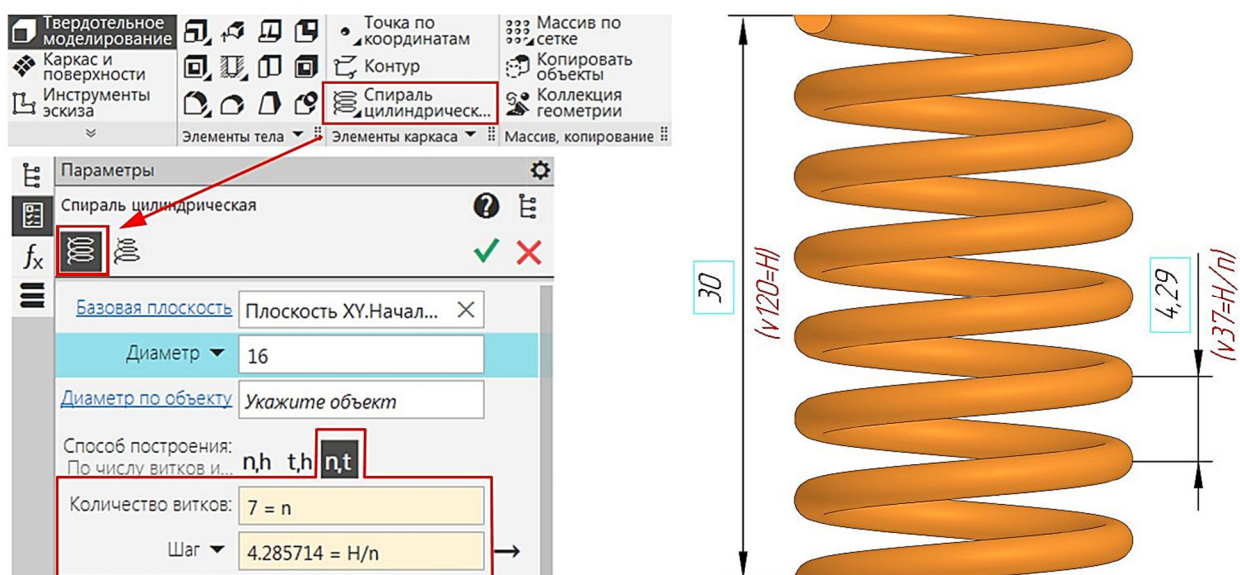 Твердотельное
моделирование
Каркас и
поверхности
Инструменты
эскиза
Элементы тела
Точка по
координатам
Контур
Спираль
цилиндрическ...
Элементы каркаса
Массив по
сетке
Копировать
объекты
Коллекция
геометрии
Массив, копирование
Параметры
Спираль цилиндрическая
fx
Базовая плоскость Плоскость XY.Начал...
Диаметр 16
Диаметр по объекту Укажите объект
Способ построения:
По числу витков и...
n,h t,h n,t
Количество витков: 7 = n
Шаг 4.285714 = H/n
30
(v120=H)
4,29
(v37=H/n)